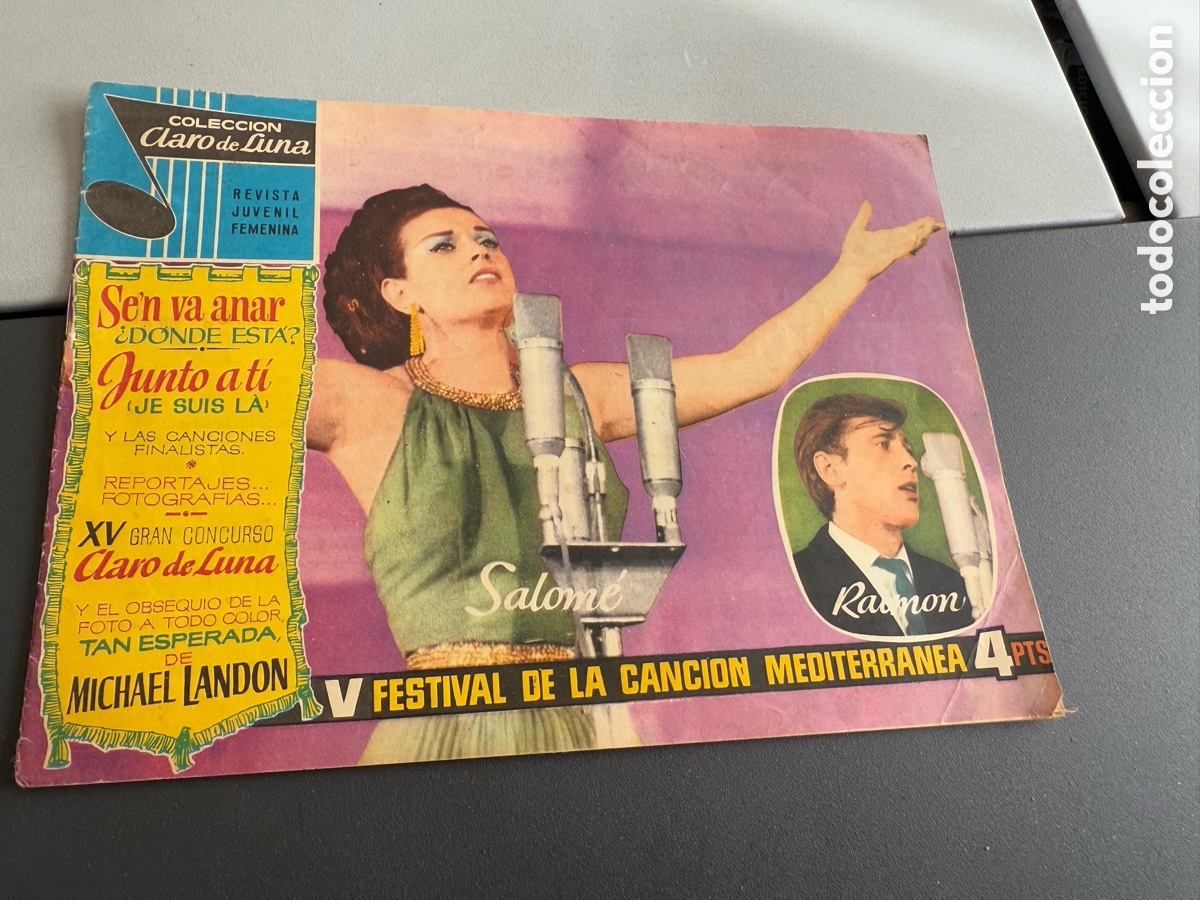 COLECCION
Claro de Luna
REVISTA
JUVENIL
FEMENINA
Se'n va anar
¿DONDE ESTA?
Junto a tí
(JE SUIS LÀ)
Y LAS CANCIONES
FINALISTAS.
REPORTAJES...
FOTOGRAFIAS...
XV GRAN CONCURSO
Claro de Luna
Y EL OBSEQUIO DE LA
FOTO A TODO COLOR,
TAN ESPERADA,
DE
MICHAEL LANDON
Salomé
Raimon
V FESTIVAL DE LA CANCION MEDITERRANEA 4 PTS
todocoleccion